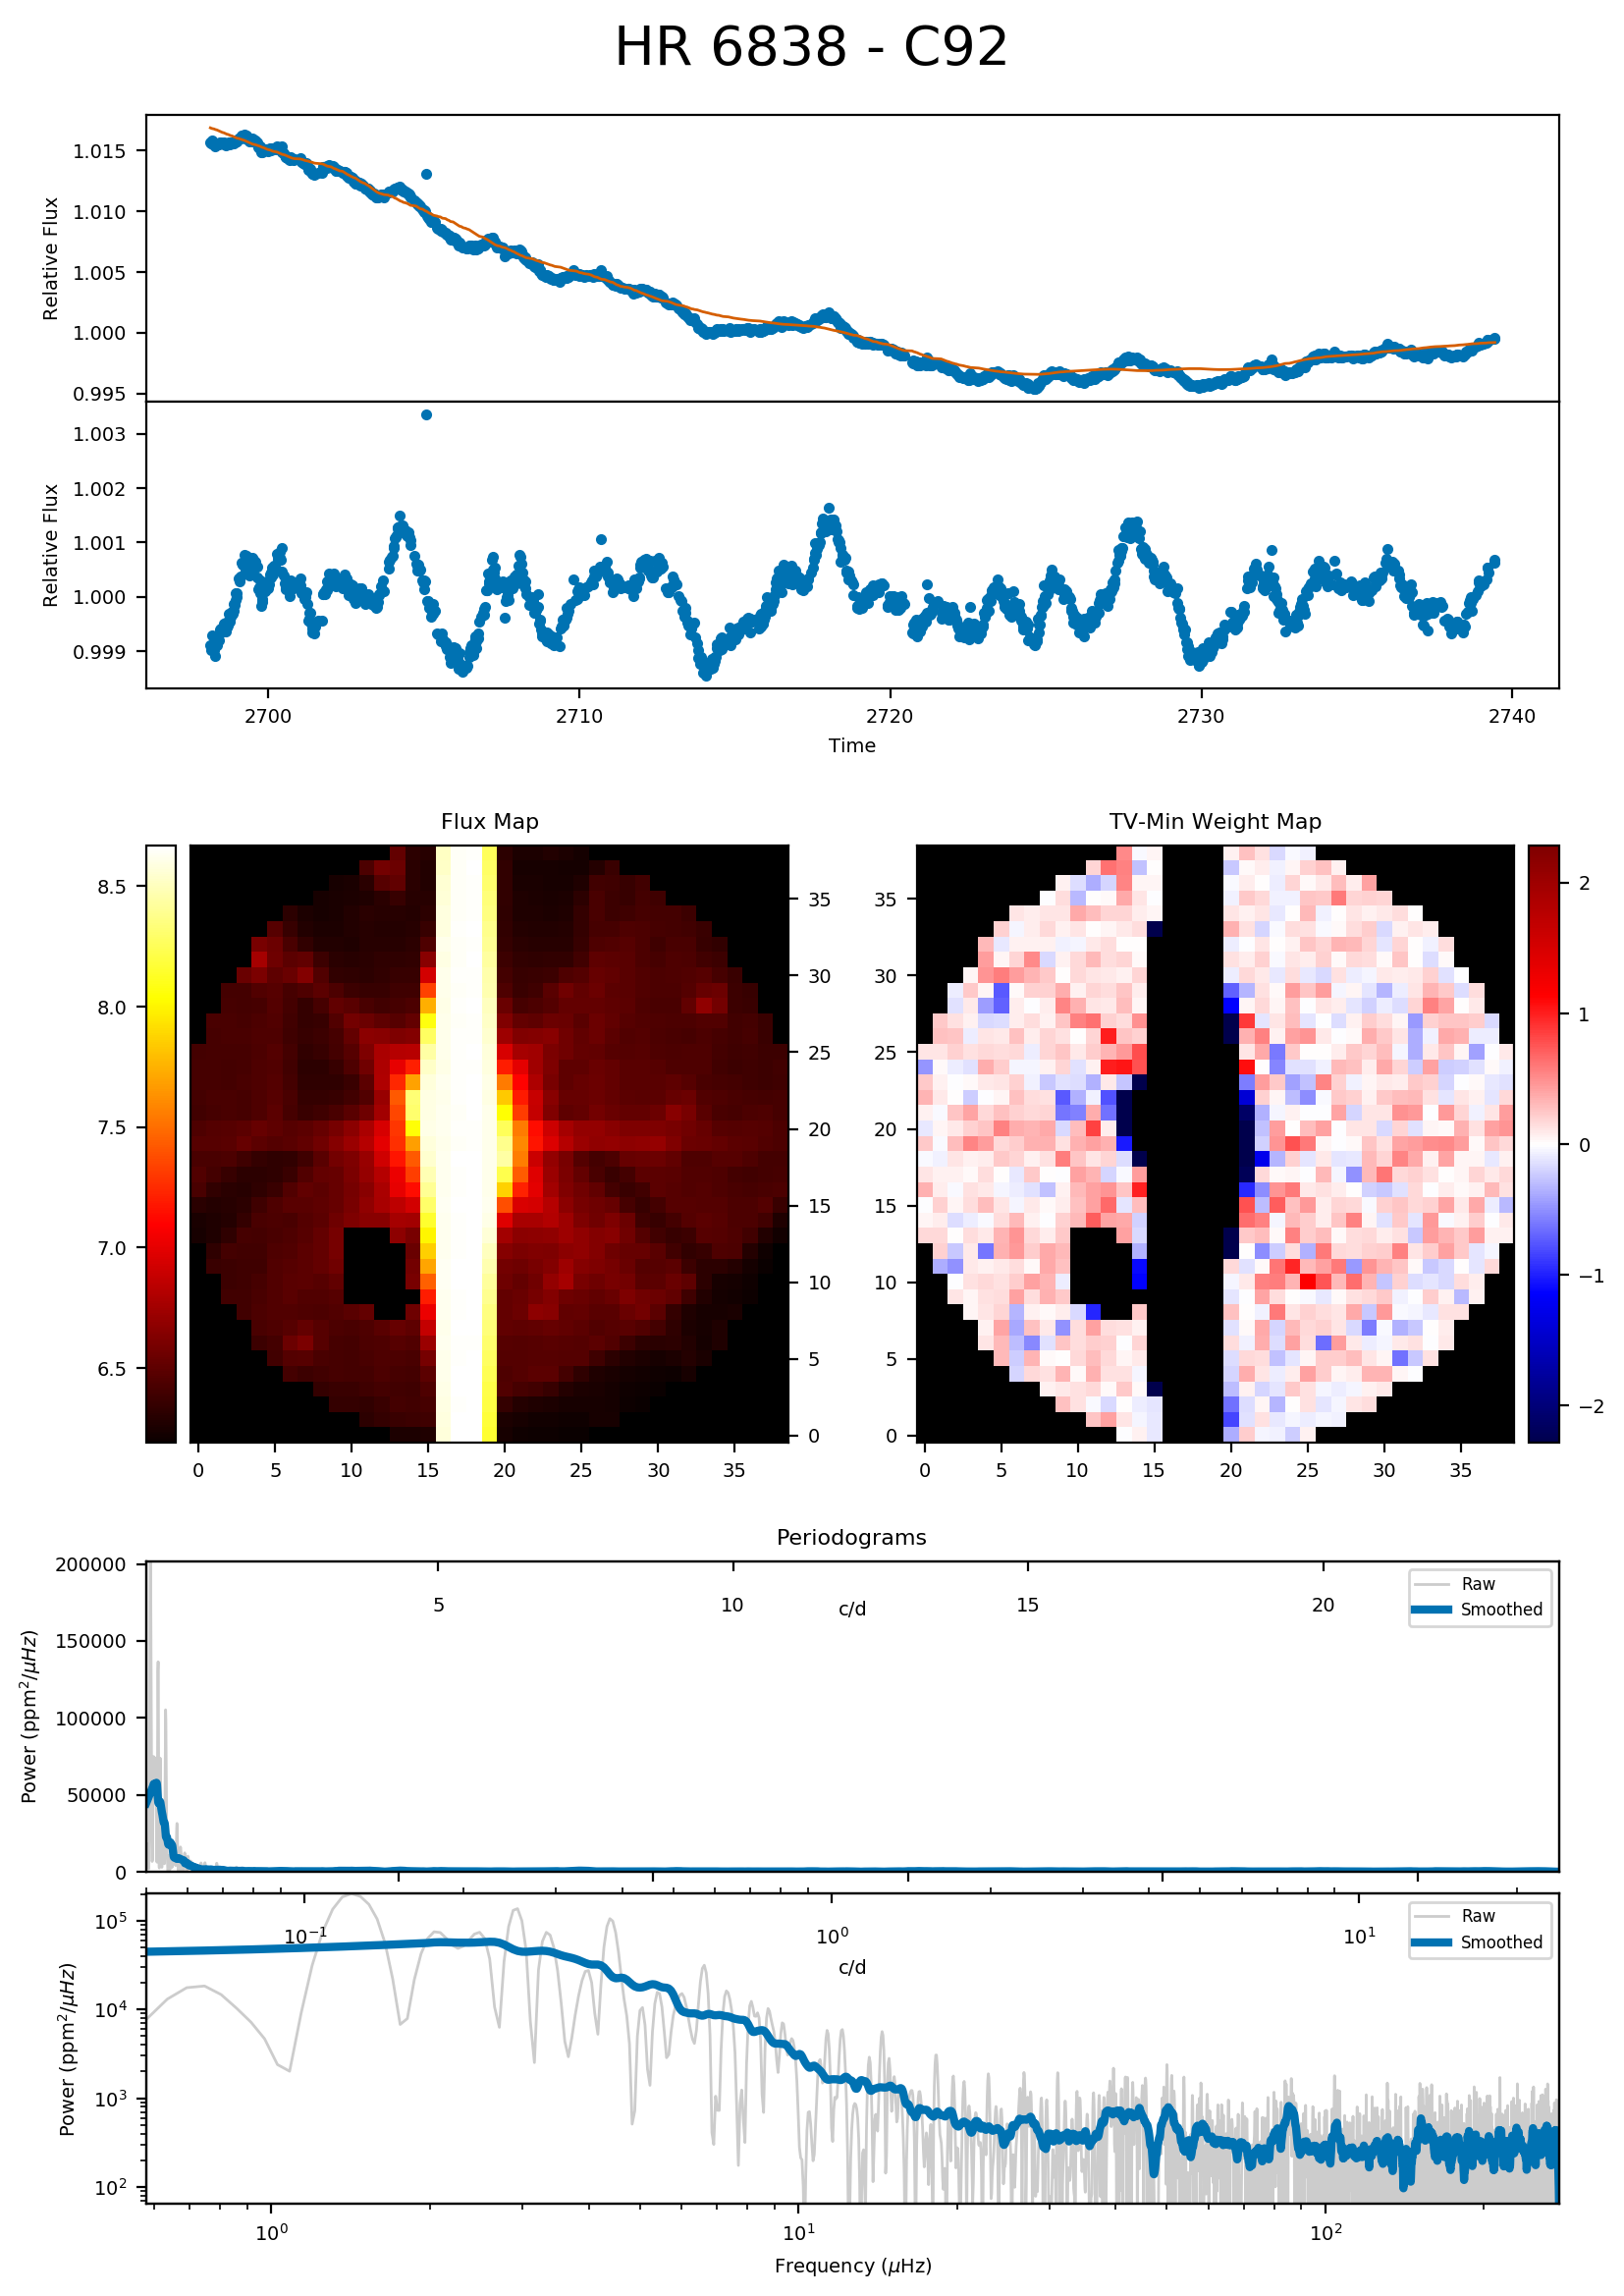 HR 6838 - C92
1.015
1.010
1.005
1.000
0.995
Relative Flux
1.003
1.002
1.001
1.000
0.999
Relative Flux
2700 2710 2720 2730 2740
Time
Flux Map
8.5
8.0
7.5
7.0
6.5
35
30
25
20
15
10
5
0
0 5 10 15 20 25 30 35
TV-Min Weight Map
35
30
25
20
15
10
5
0
0 5 10 15 20 25 30 35
2
1
0
−1
−2
Periodograms
200000
150000
100000
50000
0
Power (ppm²/μHz)
5 10 15 20
c/d
Raw
Smoothed
10⁵
10⁴
10³
10²
Power (ppm²/μHz)
10⁻¹ 10⁰ 10¹
c/d
Raw
Smoothed
10⁰ 10¹ 10²
Frequency (μHz)